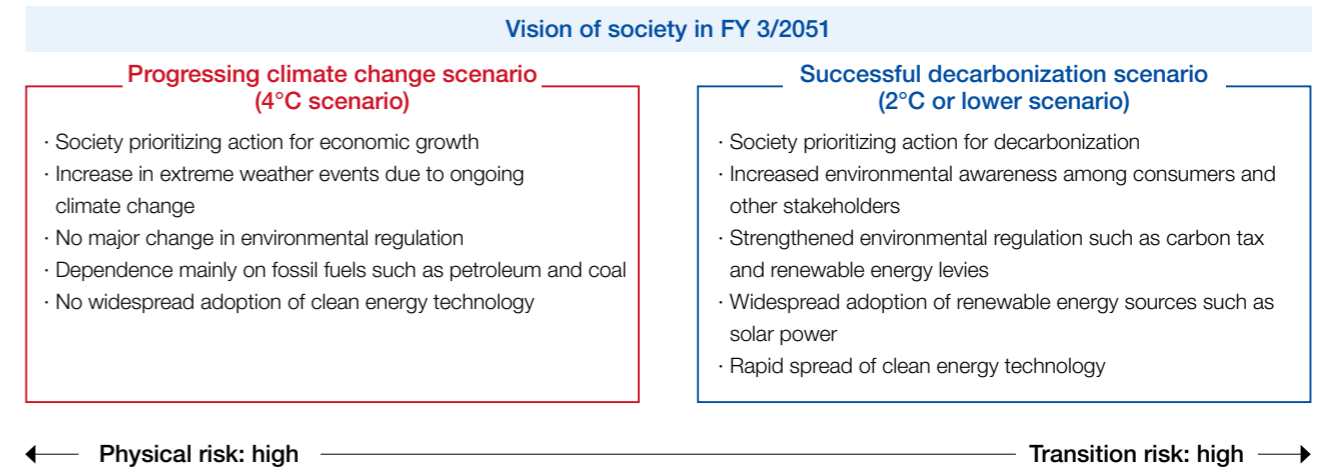 Vision of society in FY 3/2051
Progressing climate change scenario
(4°C scenario)
· Society prioritizing action for economic growth
· Increase in extreme weather events due to ongoing
climate change
· No major change in environmental regulation
· Dependence mainly on fossil fuels such as petroleum and coal
· No widespread adoption of clean energy technology
Successful decarbonization scenario
(2°C or lower scenario)
· Society prioritizing action for decarbonization
· Increased environmental awareness among consumers and
other stakeholders
· Strengthened environmental regulation such as carbon tax
and renewable energy levies
· Widespread adoption of renewable energy sources such as
solar power
· Rapid spread of clean energy technology
Physical risk: high
Transition risk: high